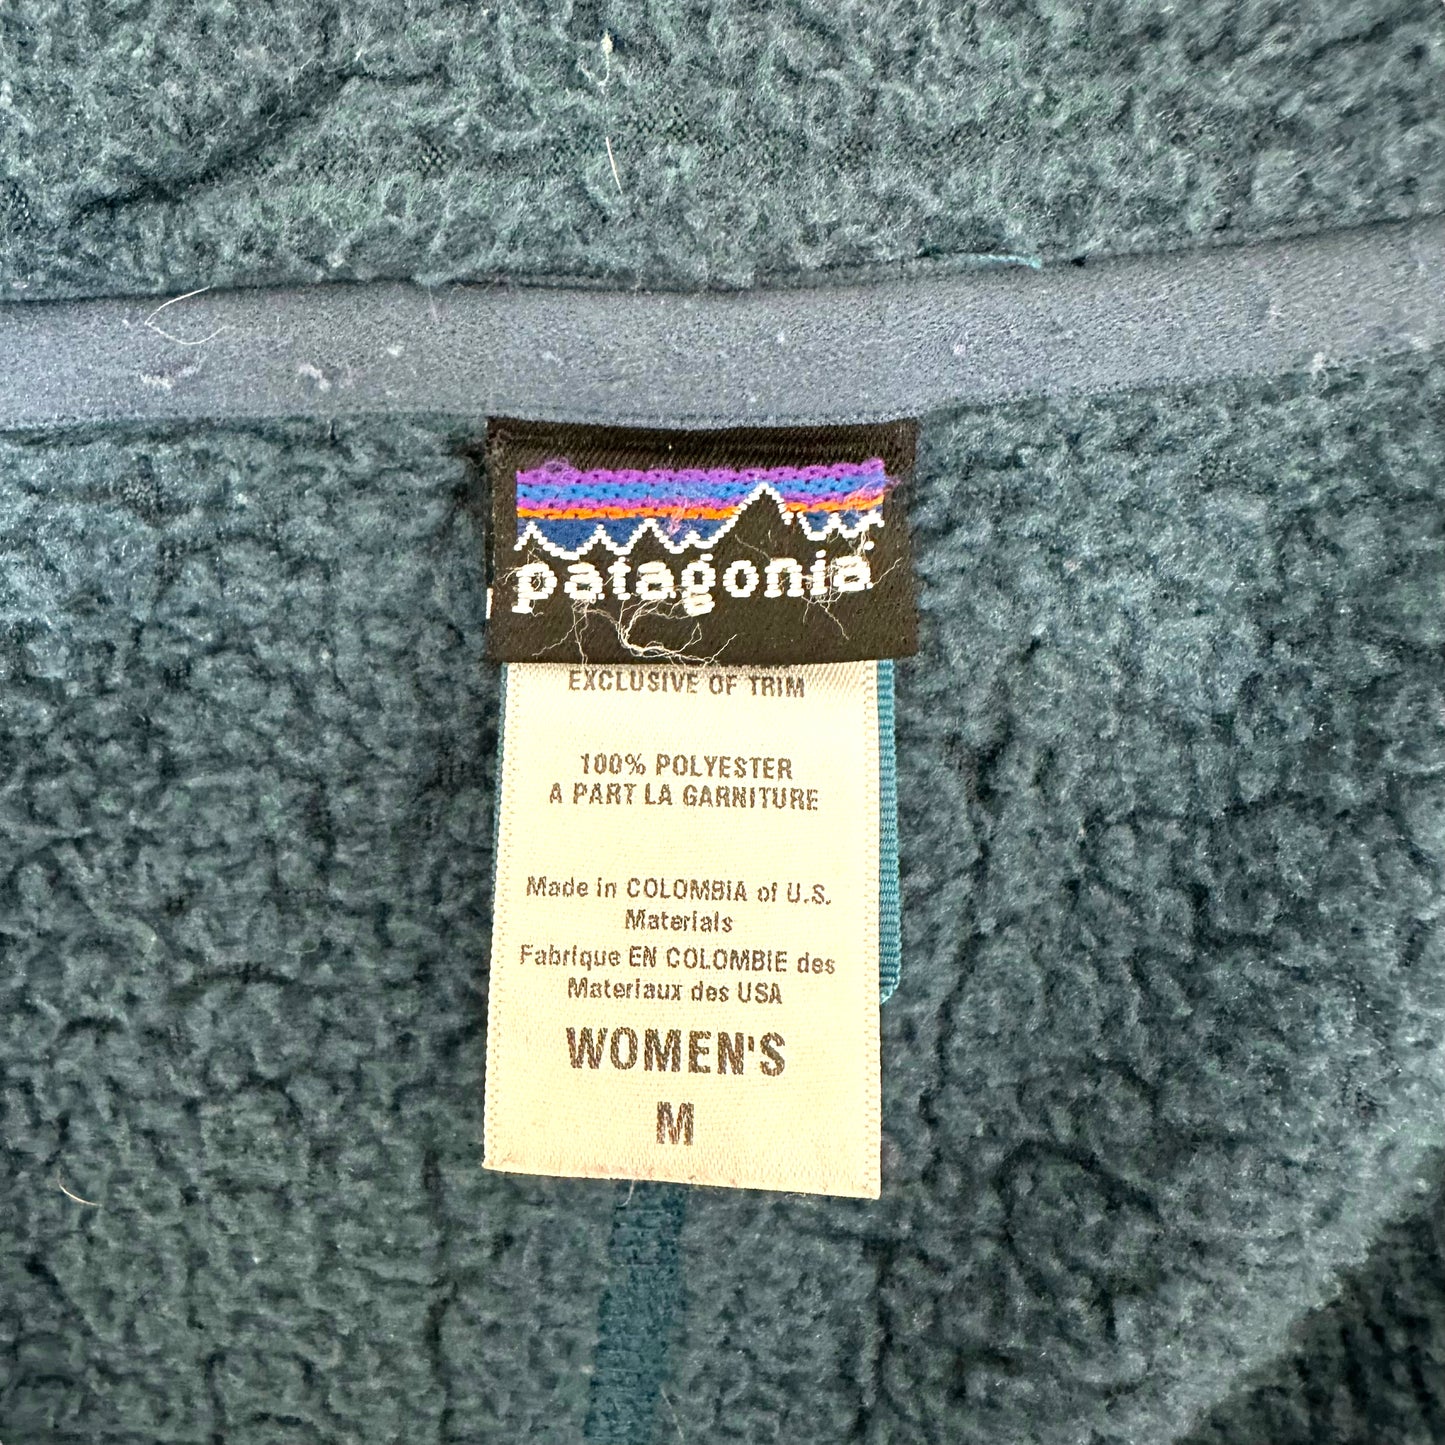 patagonia
EXCLUSIVE OF TRIM
100% POLYESTER
A PART LA GARNITURE
Made in COLOMBIA of U.S.
Materials
Fabrique EN COLOMBIE des
Materiaux des USA
WOMEN'S
M